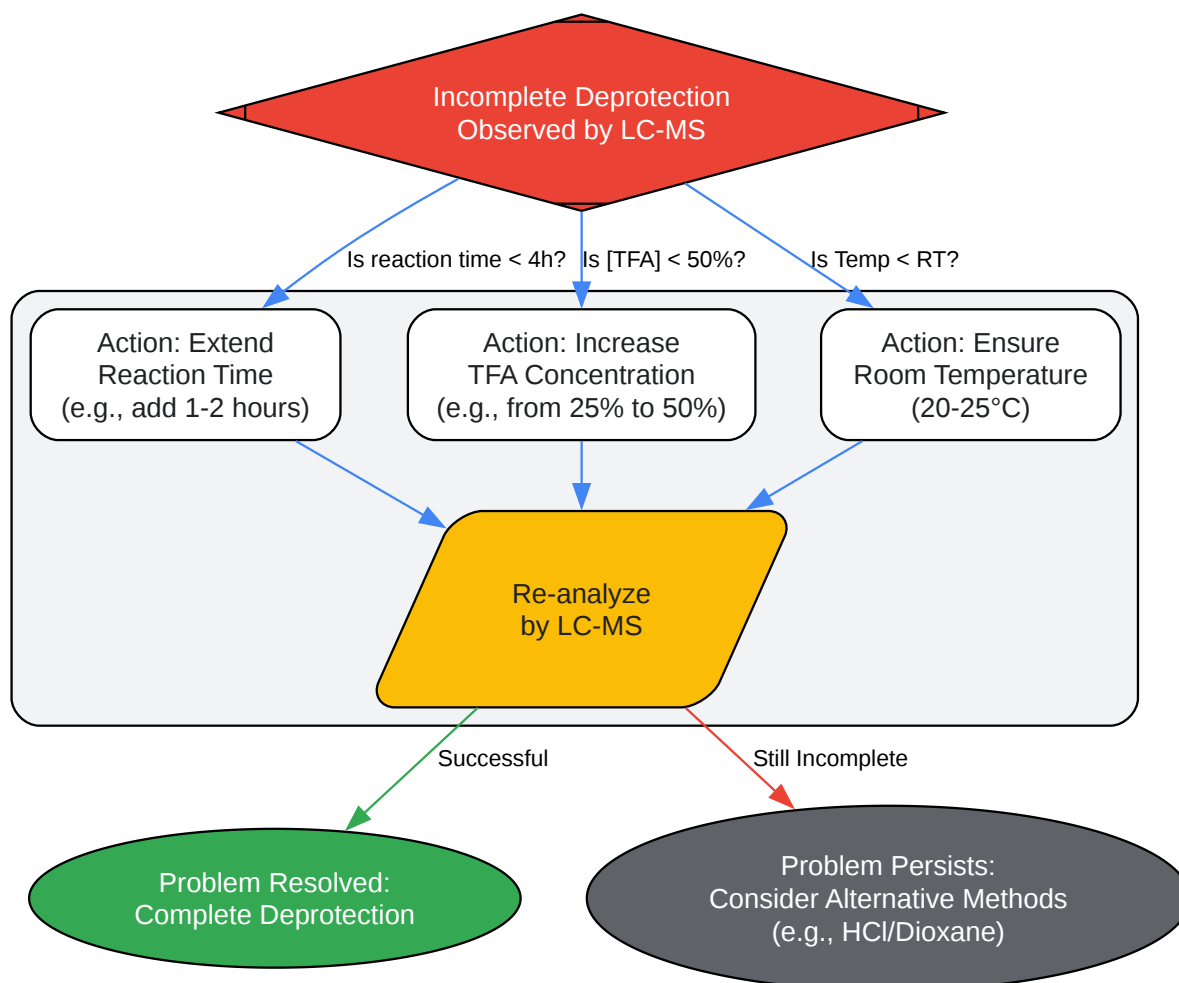 Incomplete Deprotection
Observed by LC-MS
Is reaction time < 4h?
Is [TFA] < 50%?
Is Temp < RT?
Action: Extend
Reaction Time
(e.g., add 1-2 hours)
Action: Increase
TFA Concentration
(e.g., from 25% to 50%)
Action: Ensure
Room Temperature
(20-25°C)
Re-analyze
by LC-MS
Successful
Still Incomplete
Problem Resolved:
Complete Deprotection
Problem Persists:
Consider Alternative Methods
(e.g., HCl/Dioxane)